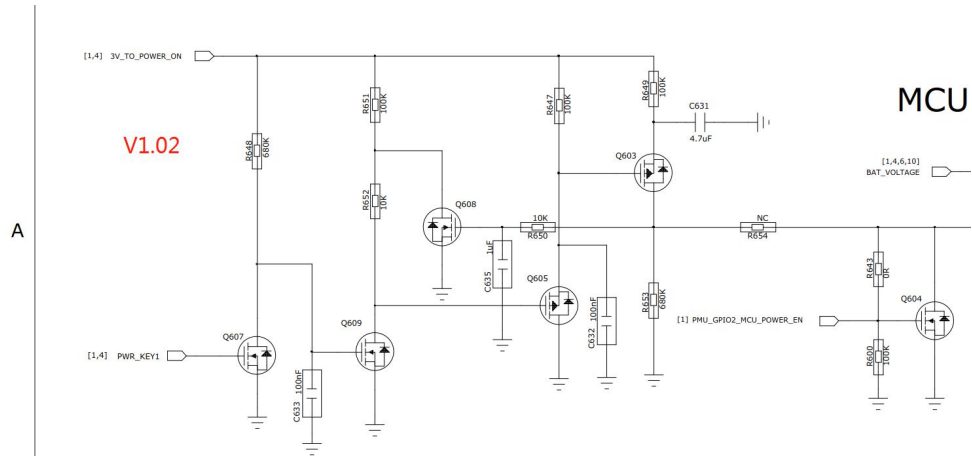 [1,4] 3V_TO_POWER_ON
R651
100K
R647
100K
R649
100K
C631
4.7uF
MCU
V1.02
R648
680K
Q603
[1,4,6,10]
BAT_VOLTAGE
R652
10K
Q608
10K
R650
NC
R654
A
1uF
C635
Q605
R643
0R
R653
680K
Q604
100nF
C632
[1] PMU_GPIO2_MCU_POWER_EN
Q607
Q609
[1,4] PWR_KEY1
R600
100K
100nF
C633